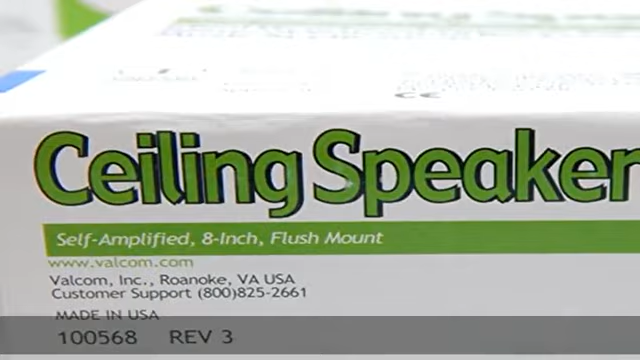 Ceiling Speaker
Self-Amplified, 8-Inch, Flush Mount
www.valcom.com
Valcom, Inc., Roanoke, VA USA
Customer Support (800)825-2661
MADE IN USA
100568 REV 3